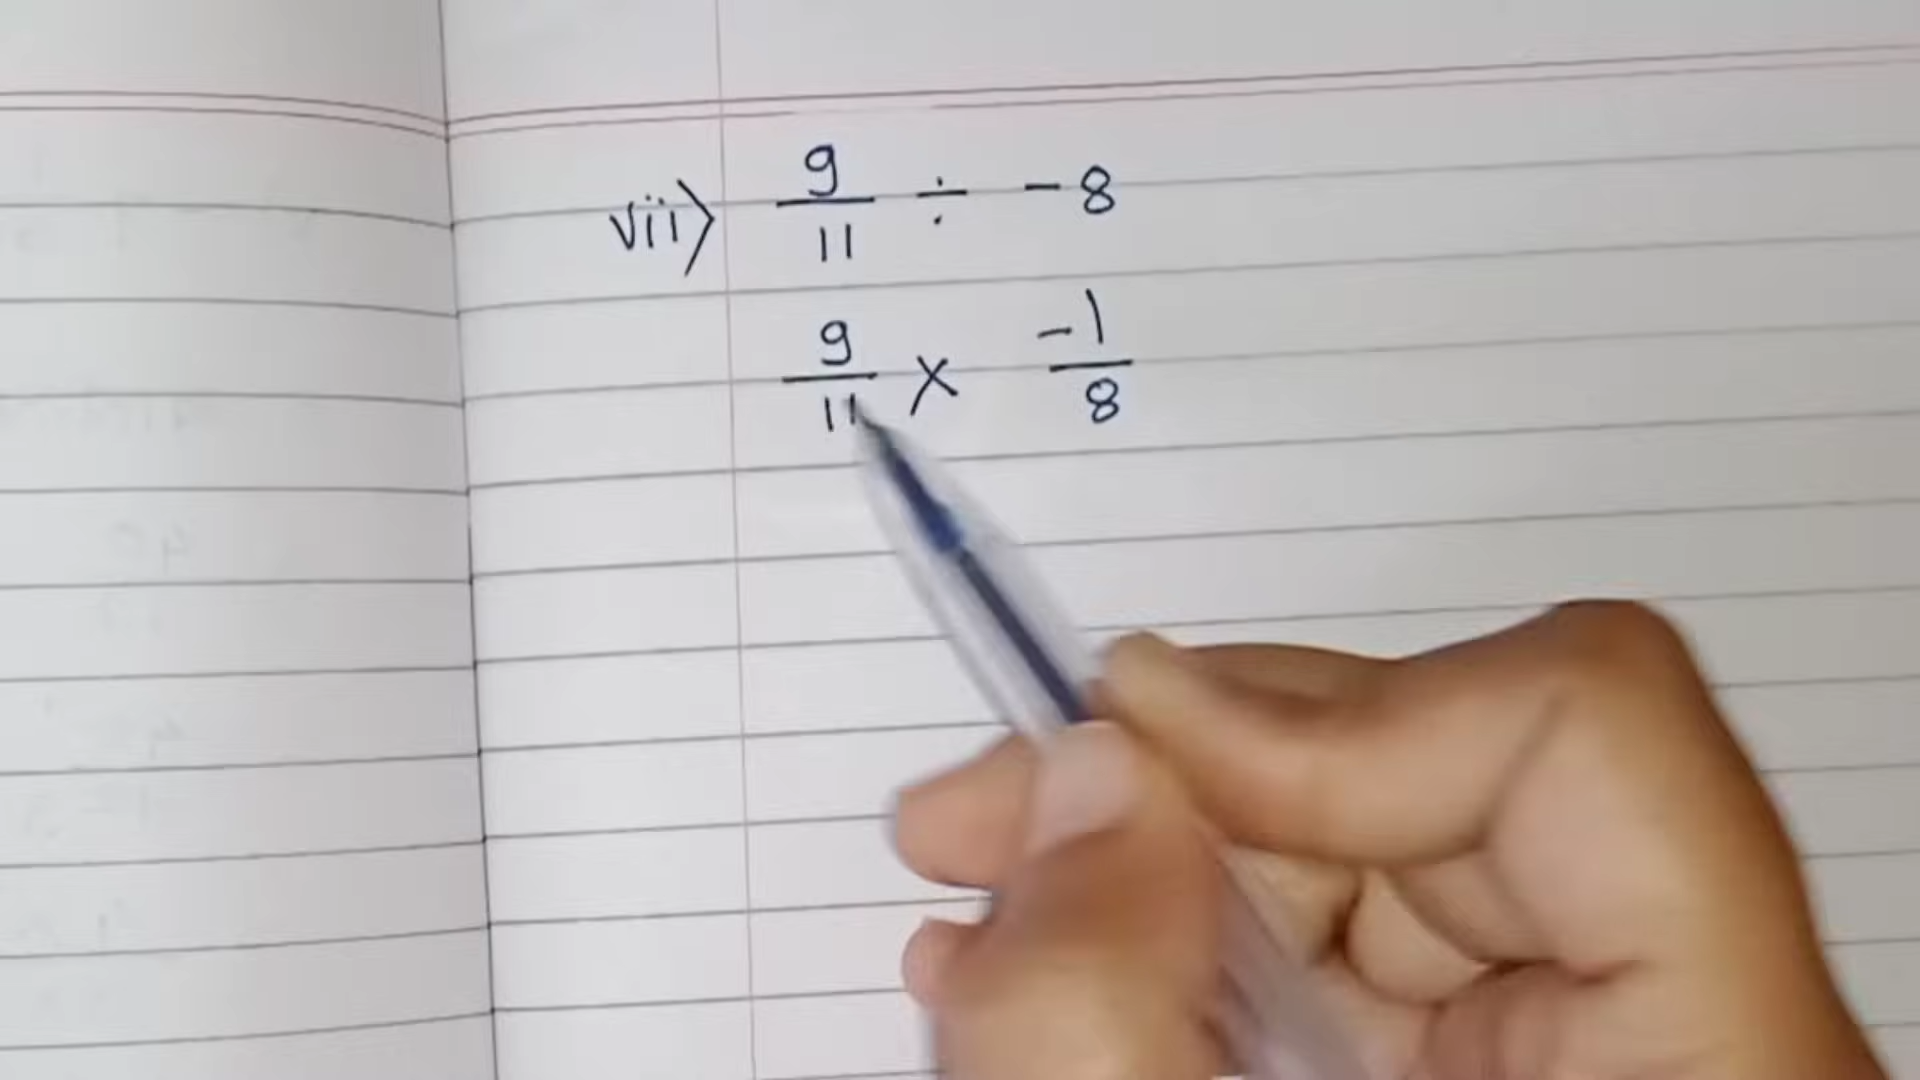 vii) 9/11 ÷ -8
9/11 × -1/8